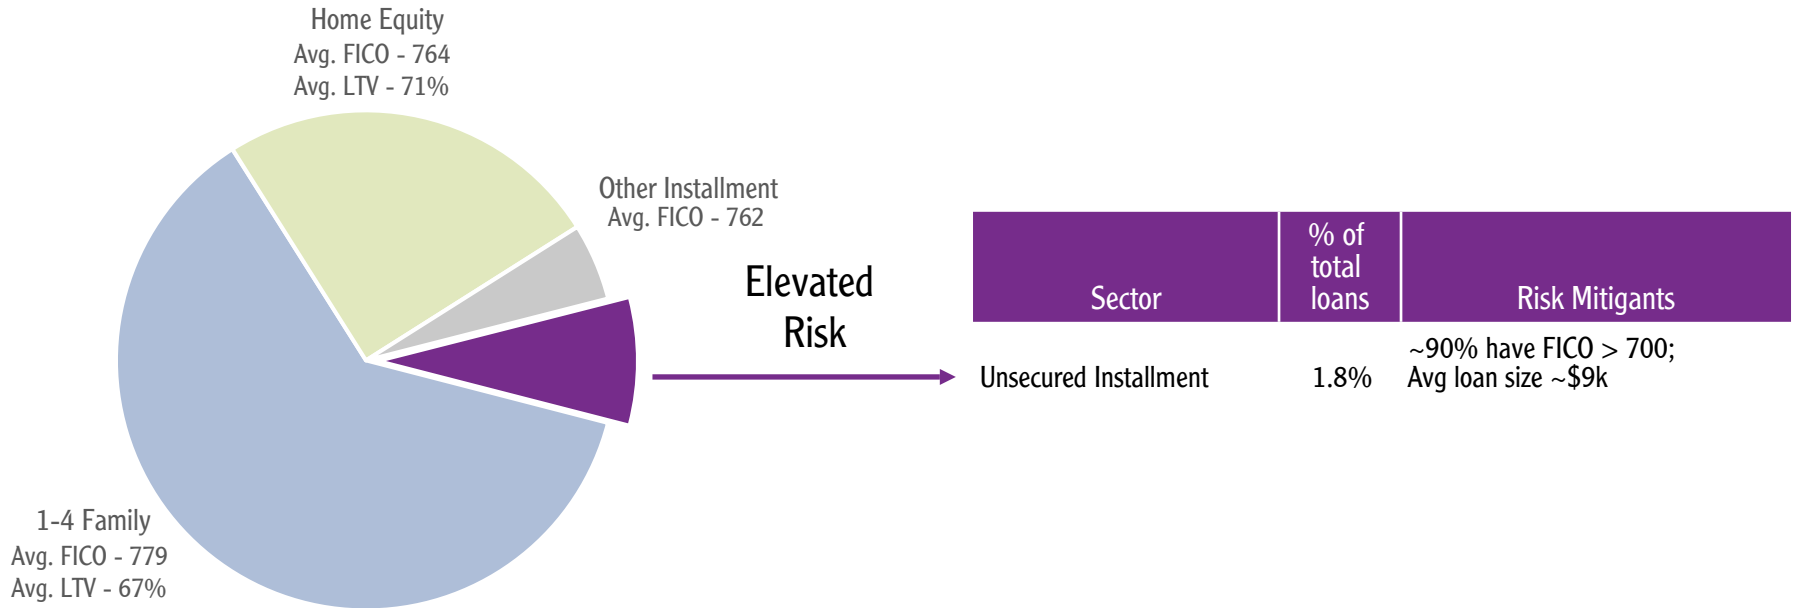 Home Equity
Avg. FICO - 764
Avg. LTV - 71%
Other Installment
Avg. FICO - 762
Elevated
Risk
1-4 Family
Avg. FICO - 779
Avg. LTV - 67%
Sector
% of
total
loans
Risk Mitigants
Unsecured Installment
1.8%
~90% have FICO > 700;
Avg loan size ~$9k